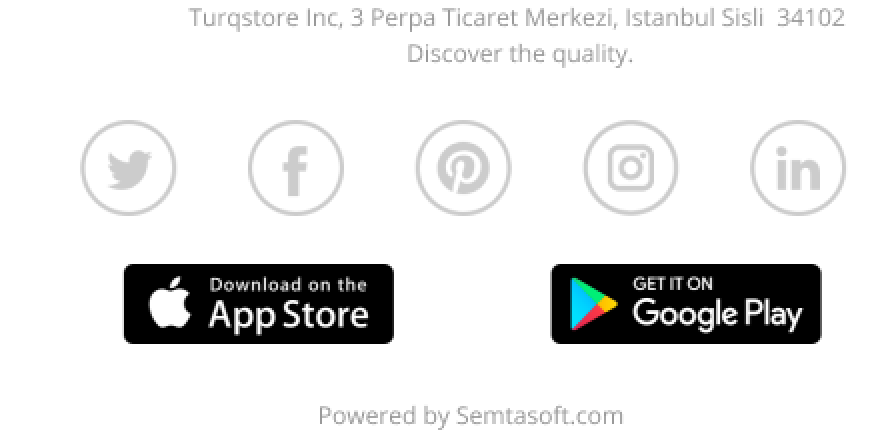 Turqstore Inc, 3 Perpa Ticaret Merkezi, Istanbul Sisli 34102
Discover the quality.
Download on the
App Store
GET IT ON
Google Play
Powered by Semtasoft.com